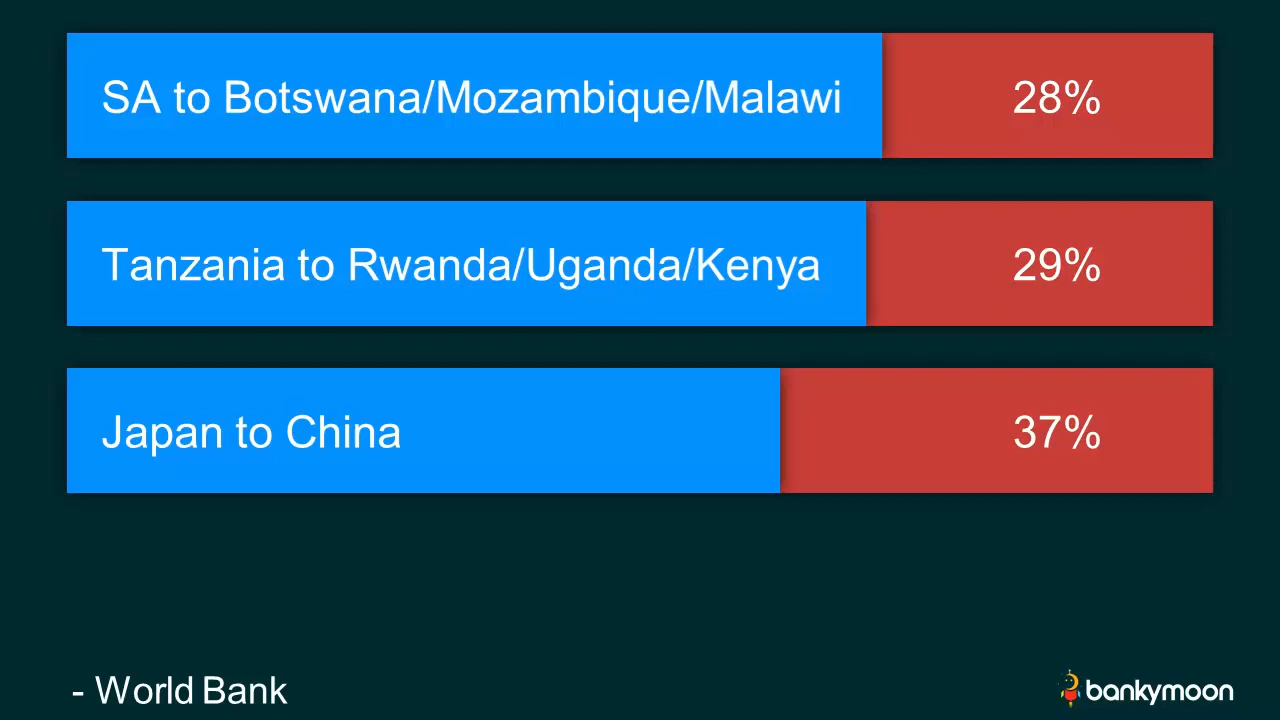 SA to Botswana/Mozambique/Malawi 28%
Tanzania to Rwanda/Uganda/Kenya 29%
Japan to China 37%
- World Bank
bankymoon